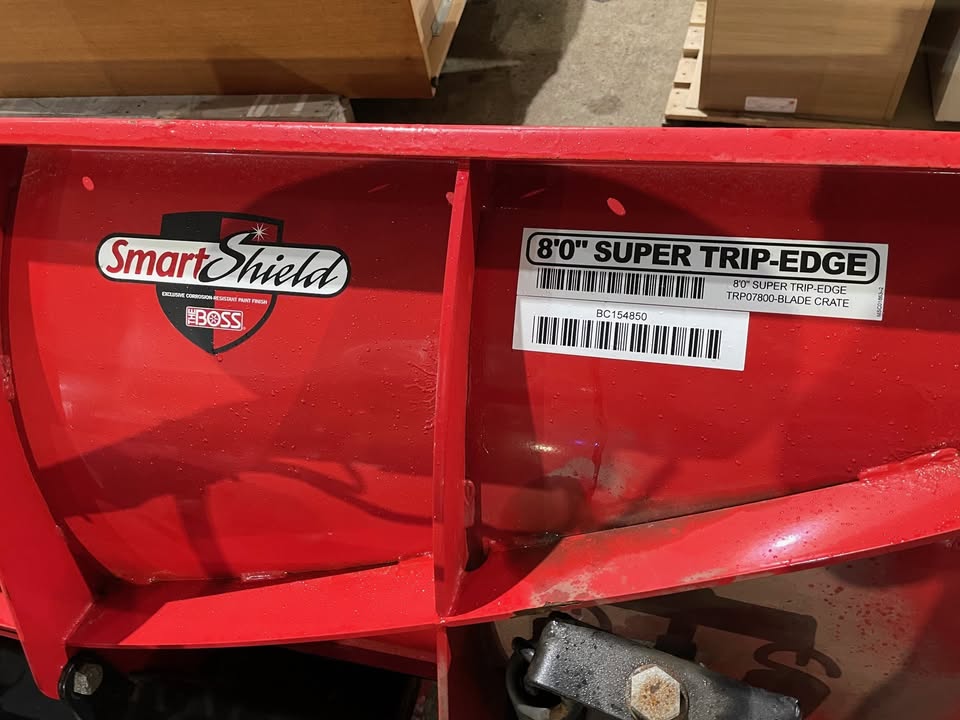 SmartShield
EXCLUSIVE CORROSION-RESISTANT PAINT FINISH
THE BOSS
8'0" SUPER TRIP-EDGE
8'0" SUPER TRIP-EDGE
TRP07800-BLADE CRATE
BC154850